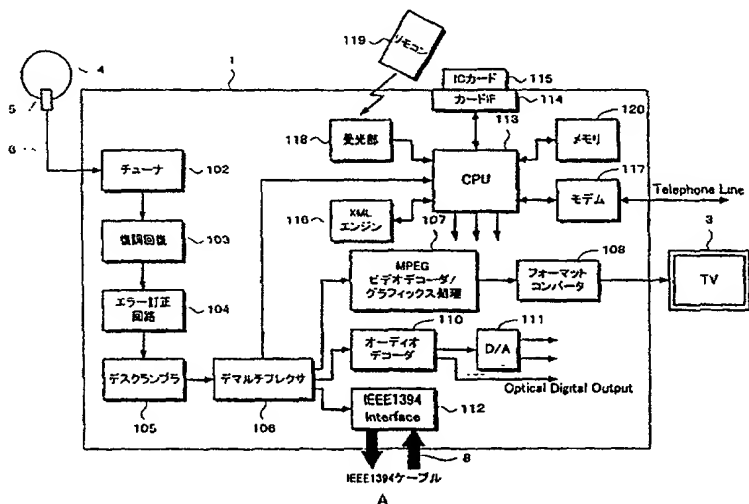 119
リモコン
4
1
ICカード
115
カードIF
114
5
113
120
118
受光部
メモリ
6
チューナ
102
CPU
117
モデム
Telephone Line
116
XML
エンジン
107
3
復調回復
103
108
MPEG
ビデオデコーダ/
グラフィックス処理
フォーマット
コンバータ
TV
エラー訂正
回路
104
110
111
オーディオ
デコーダ
D/A
デスクランブラ
デマルチプレクサ
Optical Digital Output
105
106
IEEE1394
Interface
112
8
IEEE1394ケーブル
A